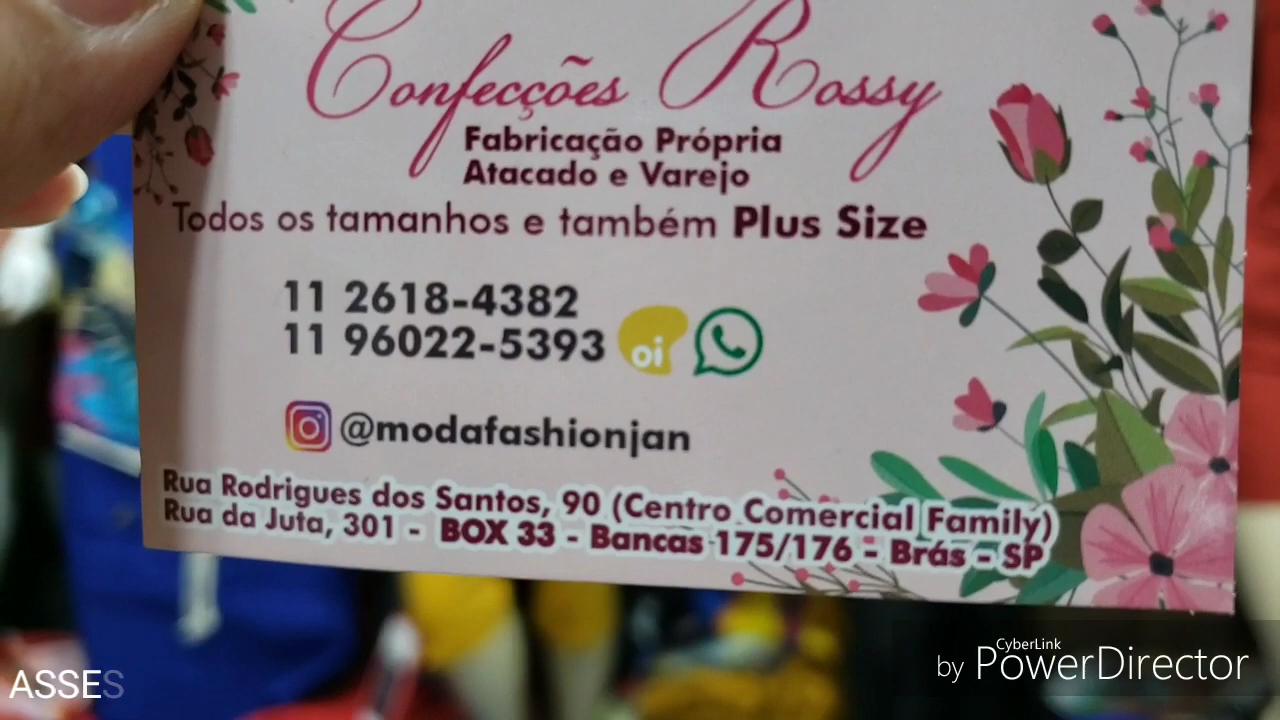 Confecções Rossy
Fabricação Própria
Atacado e Varejo
Todos os tamanhos e também Plus Size
11 2618-4382
11 96022-5393 oi
@modafashionjan
Rua Rodrigues dos Santos, 90 (Centro Comercial Family)
Rua da Juta, 301 - BOX 33 - Bancas 175/176 - Brás - SP
ASSES
CyberLink
by PowerDirector